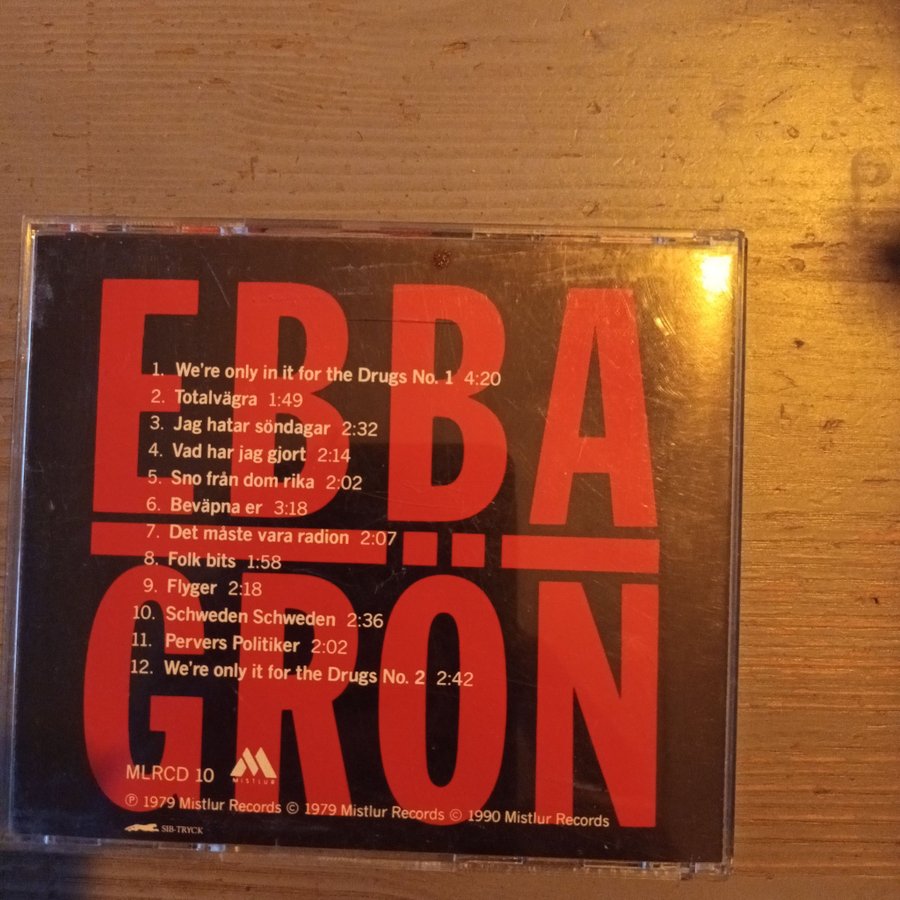 EBBA
GRÖN
1. We're only in it for the Drugs No. 1 4:20
2. Totalvägra 1:49
3. Jag hatar söndagar 2:32
4. Vad har jag gjort 2:14
5. Sno från dom rika 2:02
6. Beväpna er 3:18
7. Det måste vara radion 2:07
8. Folk bits 1:58
9. Flyger 2:18
10. Schweden Schweden 2:36
11. Pervers Politiker 2:02
12. We're only it for the Drugs No. 2 2:42
MLRCD 10 MISTLUR
℗ 1979 Mistlur Records © 1979 Mistlur Records © 1990 Mistlur Records
SIB-TRYCK